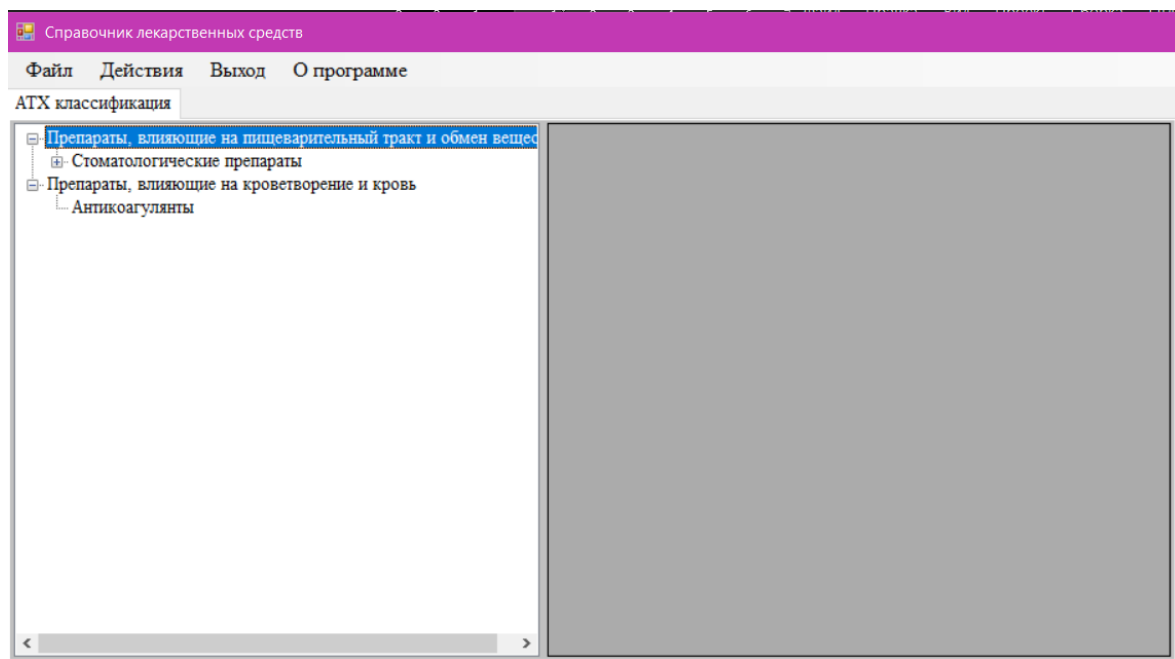 Справочник лекарственных средств
Файл Действия Выход О программе
АТХ классификация
Препараты, влияющие на пищеварительный тракт и обмен вещес
Стоматологические препараты
Препараты, влияющие на кроветворение и кровь
Антикоагулянты